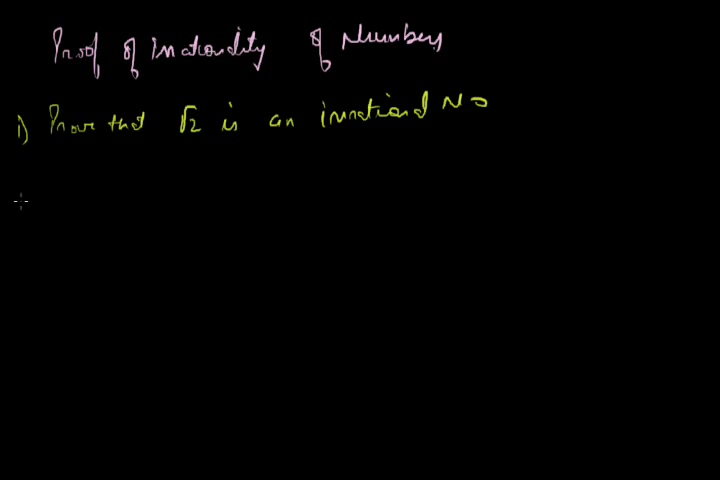 Proof of irrationality of Numbers
1) Prove that √2 is an irrational NO